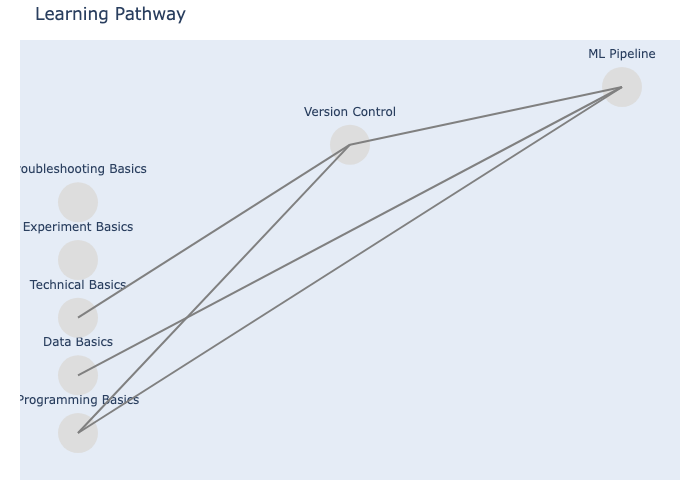 Learning Pathway
ML Pipeline
Version Control
roubleshooting Basics
Experiment Basics
Technical Basics
Data Basics
Programming Basics